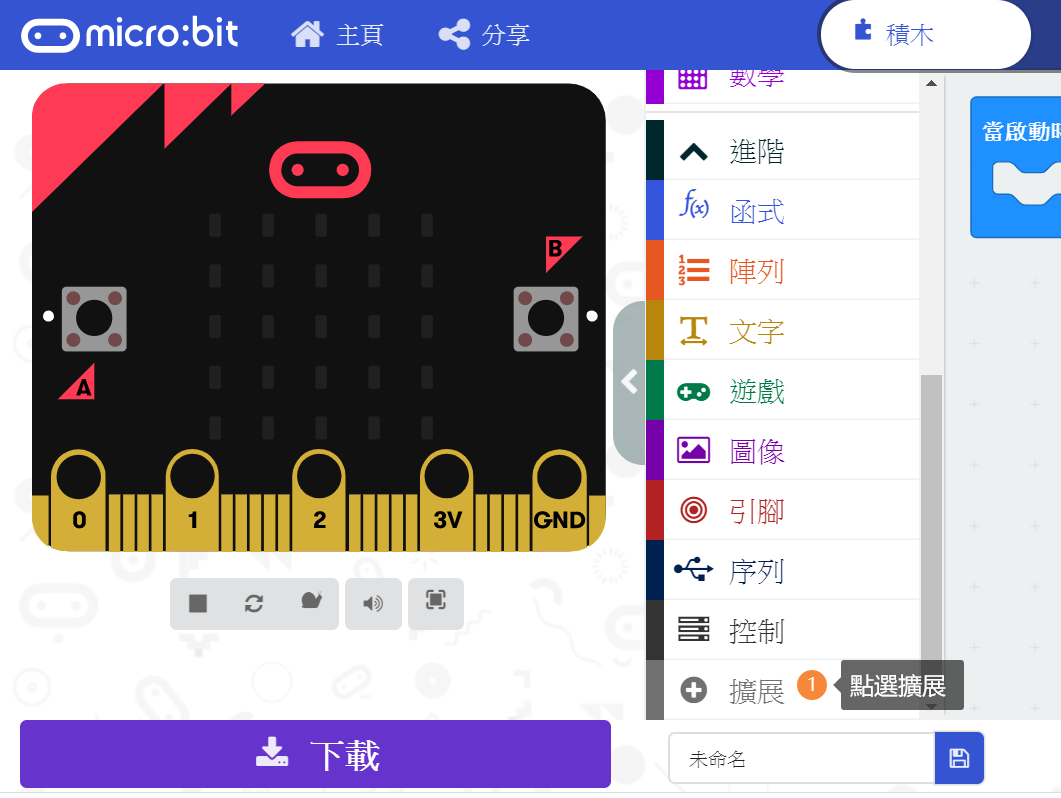 micro:bit
主頁
分享
積木
數學
當啟動時
進階
f(x) 函式
陣列
T 文字
遊戲
圖像
引腳
序列
控制
擴展
1
點選擴展
A
B
0
1
2
3V
GND
下載
未命名